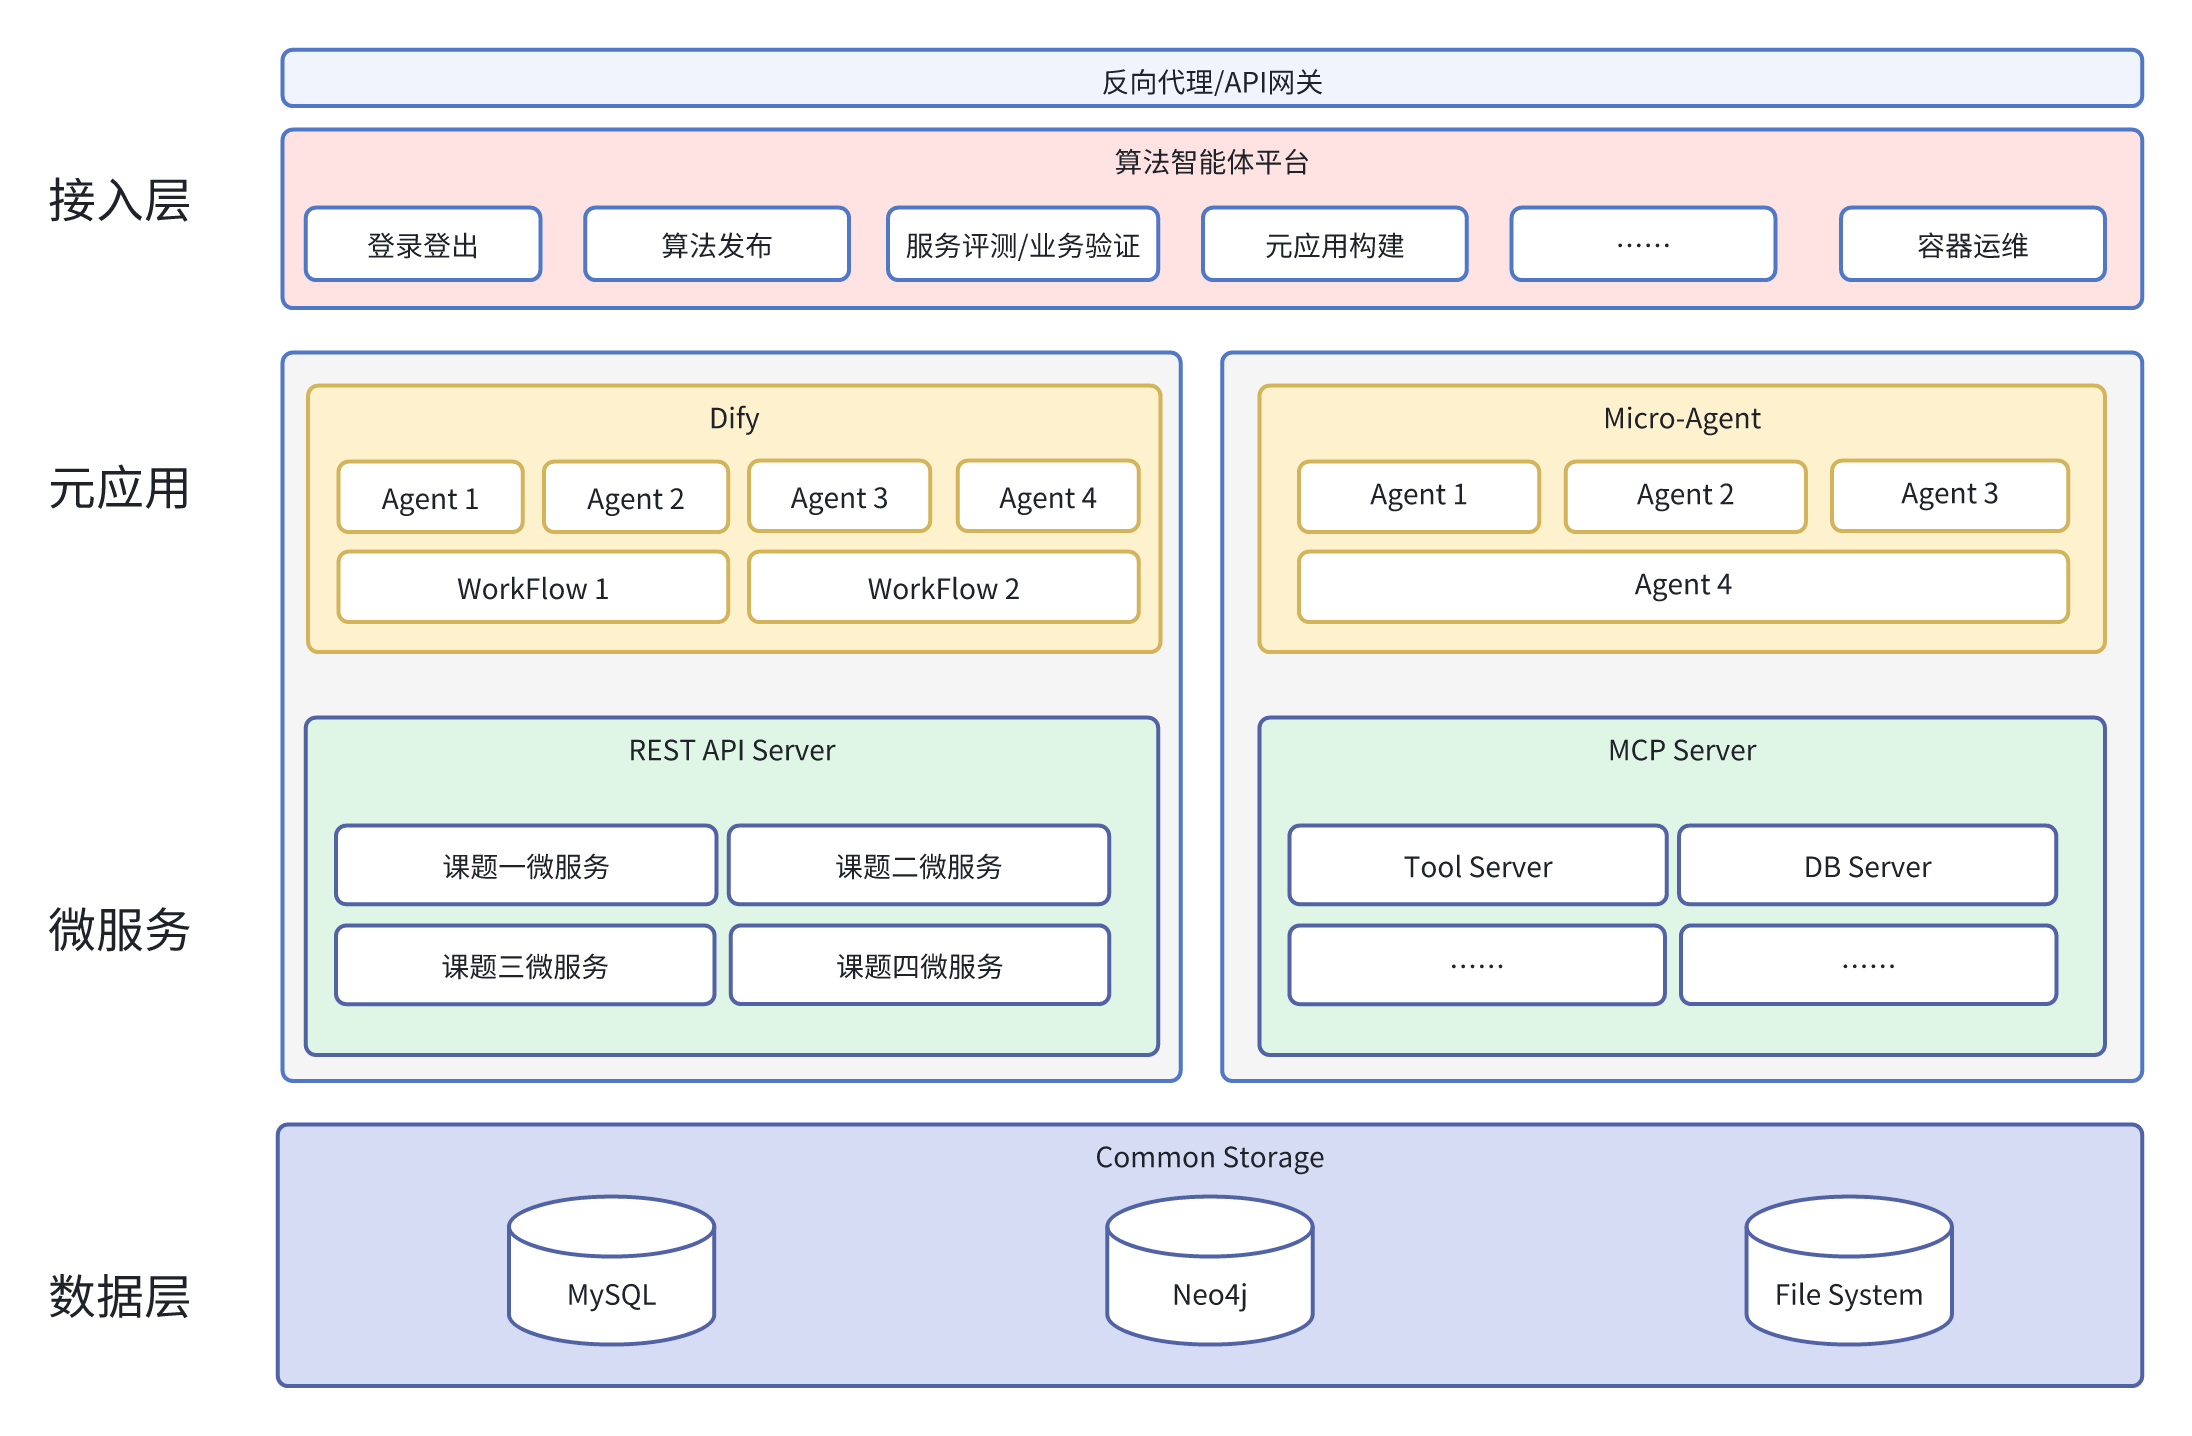 反向代理/API网关
接入层
算法智能体平台
登录登出
算法发布
服务评测/业务验证
元应用构建
······
容器运维
元应用
Dify
Agent 1
Agent 2
Agent 3
Agent 4
WorkFlow 1
WorkFlow 2
Micro-Agent
Agent 1
Agent 2
Agent 3
Agent 4
微服务
REST API Server
课题一微服务
课题二微服务
课题三微服务
课题四微服务
MCP Server
Tool Server
DB Server
······
······
数据层
Common Storage
MySQL
Neo4j
File System